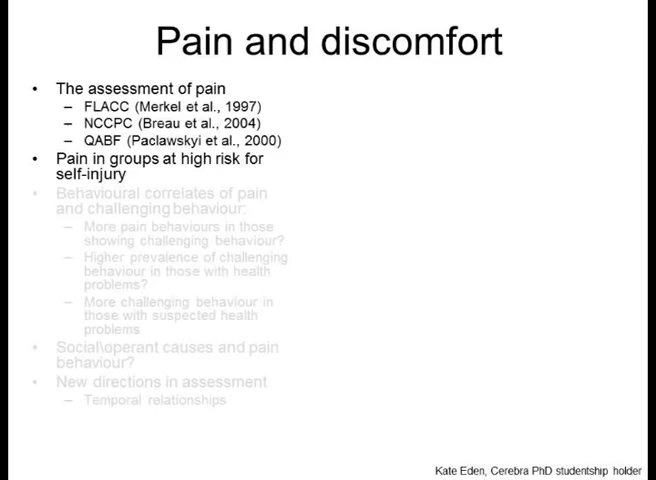 Pain and discomfort
• The assessment of pain
– FLACC (Merkel et al., 1997)
– NCCPC (Breau et al., 2004)
– QABF (Paclawskyi et al., 2000)
• Pain in groups at high risk for
self-injury
• Behavioural correlates of pain
and challenging behaviour:
– More pain behaviours in those
showing challenging behaviour?
– Higher prevalence of challenging
behaviour in those with health
problems?
– More challenging behaviour in
those with suspected health
problems
• Social\operant causes and pain
behaviour?
• New directions in assessment
– Temporal relationships
Kate Eden, Cerebra PhD studentship holder